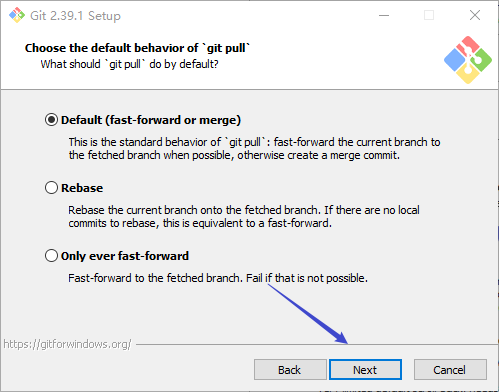 Git 2.39.1 Setup
Choose the default behavior of `git pull`
What should `git pull` do by default?
Default (fast-forward or merge)
This is the standard behavior of `git pull`: fast-forward the current branch to
the fetched branch when possible, otherwise create a merge commit.
Rebase
Rebase the current branch onto the fetched branch. If there are no local
commits to rebase, this is equivalent to a fast-forward.
Only ever fast-forward
Fast-forward to the fetched branch. Fail if that is not possible.
https://gitforwindows.org/
Back
Next
Cancel